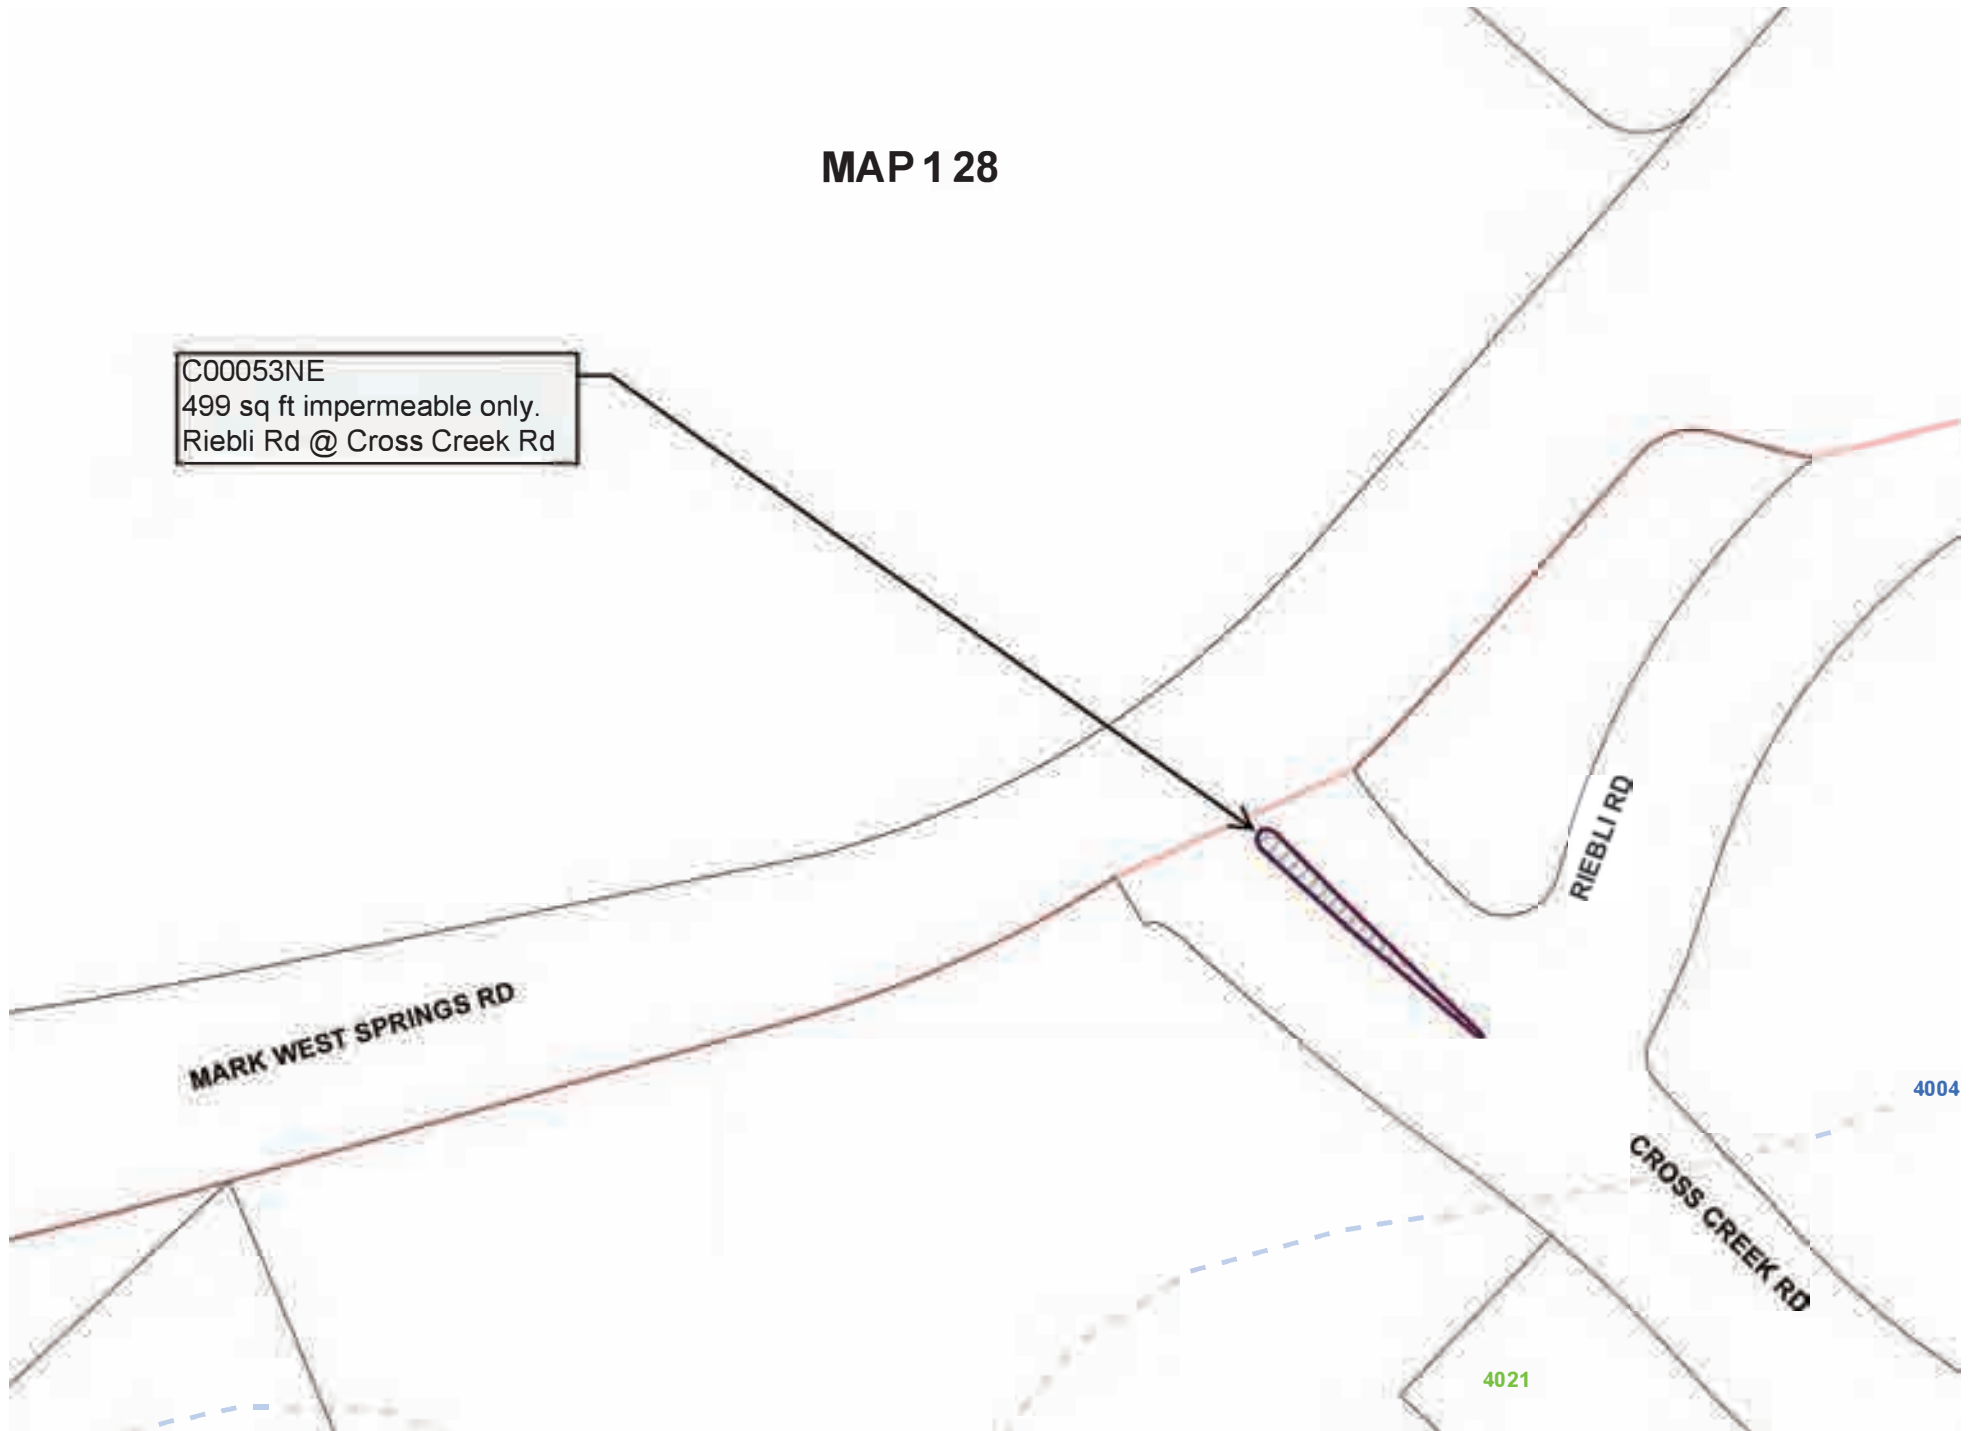 MAP 1 28
C00053NE
499 sq ft impermeable only.
Riebli Rd @ Cross Creek Rd
RIEBLI RD
MARK WEST SPRINGS RD
4004
CROSS CREEK RD
4021